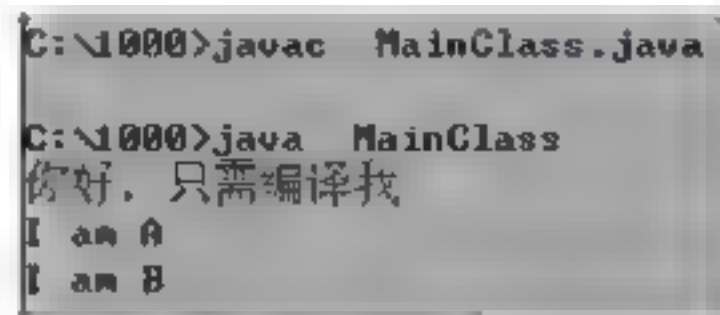 C:\1000>javac  MainClass.java
C:\1000>java  MainClass
你好，只需编译我
I am A
I am B